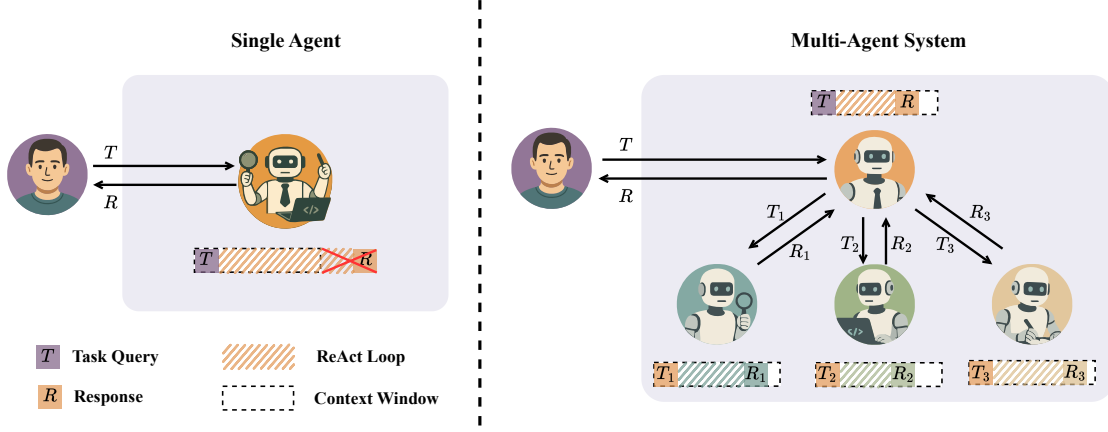 Single Agent
T
R
T R
T Task Query
ReAct Loop
R Response
Context Window
Multi-Agent System
T R
T
R
T₁
R₁
T₂ R₂
T₃
R₃
</>
T₁ R₁
T₂ R₂
T₃ R₃